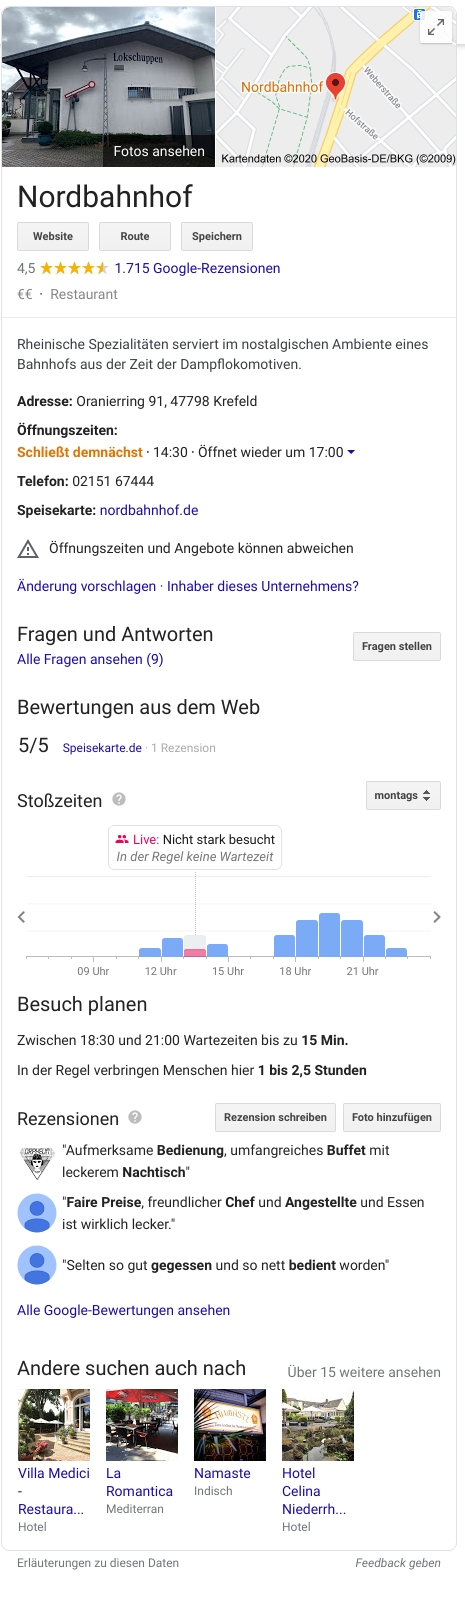 Lokschuppen
Fotos ansehen
Nordbahnhof
Weberstraße
Hofstraße
Kartendaten ©2020 GeoBasis-DE/BKG (©2009)
Nordbahnhof
Website
Route
Speichern
4,5 1.715 Google-Rezensionen
€€ · Restaurant
Rheinische Spezialitäten serviert im nostalgischen Ambiente eines
Bahnhofs aus der Zeit der Dampflokomotiven.
Adresse: Oranierring 91, 47798 Krefeld
Öffnungszeiten:
Schließt demnächst · 14:30 · Öffnet wieder um 17:00
Telefon: 02151 67444
Speisekarte: nordbahnhof.de
Öffnungszeiten und Angebote können abweichen
Änderung vorschlagen · Inhaber dieses Unternehmens?
Fragen und Antworten
Alle Fragen ansehen (9)
Fragen stellen
Bewertungen aus dem Web
5/5 Speisekarte.de · 1 Rezension
Stoßzeiten
montags
Live: Nicht stark besucht
In der Regel keine Wartezeit
09 Uhr 12 Uhr 15 Uhr 18 Uhr 21 Uhr
Besuch planen
Zwischen 18:30 und 21:00 Wartezeiten bis zu 15 Min.
In der Regel verbringen Menschen hier 1 bis 2,5 Stunden
Rezensionen
Rezension schreiben
Foto hinzufügen
"Aufmerksame Bedienung, umfangreiches Buffet mit
leckerem Nachtisch"
"Faire Preise, freundlicher Chef und Angestellte und Essen
ist wirklich lecker."
"Selten so gut gegessen und so nett bedient worden"
Alle Google-Bewertungen ansehen
Andere suchen auch nach
Über 15 weitere ansehen
Villa Medici
-
Restaura...
Hotel
La
Romantica
Mediterran
Namaste
Indisch
Hotel
Celina
Niederrh...
Hotel
Erläuterungen zu diesen Daten
Feedback geben